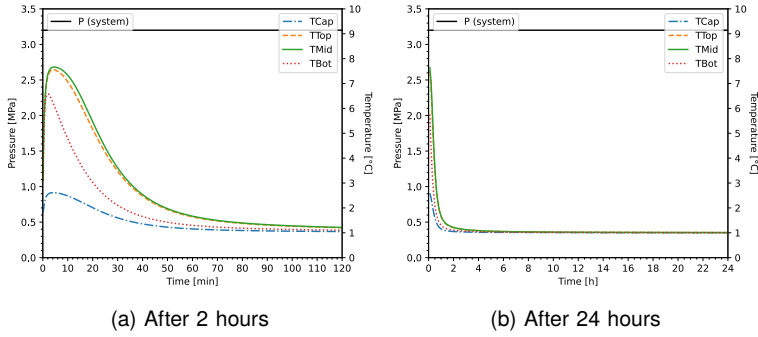 P (system)
TCap
TTop
TMid
TBot
3.5
3.0
2.5
2.0
1.5
1.0
0.5
0.0
Pressure [MPa]
10
9
8
7
6
5
4
3
2
1
0
Temperature [°C]
0 10 20 30 40 50 60 70 80 90 100 110 120
Time [min]
(a) After 2 hours
P (system)
TCap
TTop
TMid
TBot
3.5
3.0
2.5
2.0
1.5
1.0
0.5
0.0
Pressure [MPa]
10
9
8
7
6
5
4
3
2
1
0
Temperature [°C]
0 2 4 6 8 10 12 14 16 18 20 22 24
Time [h]
(b) After 24 hours